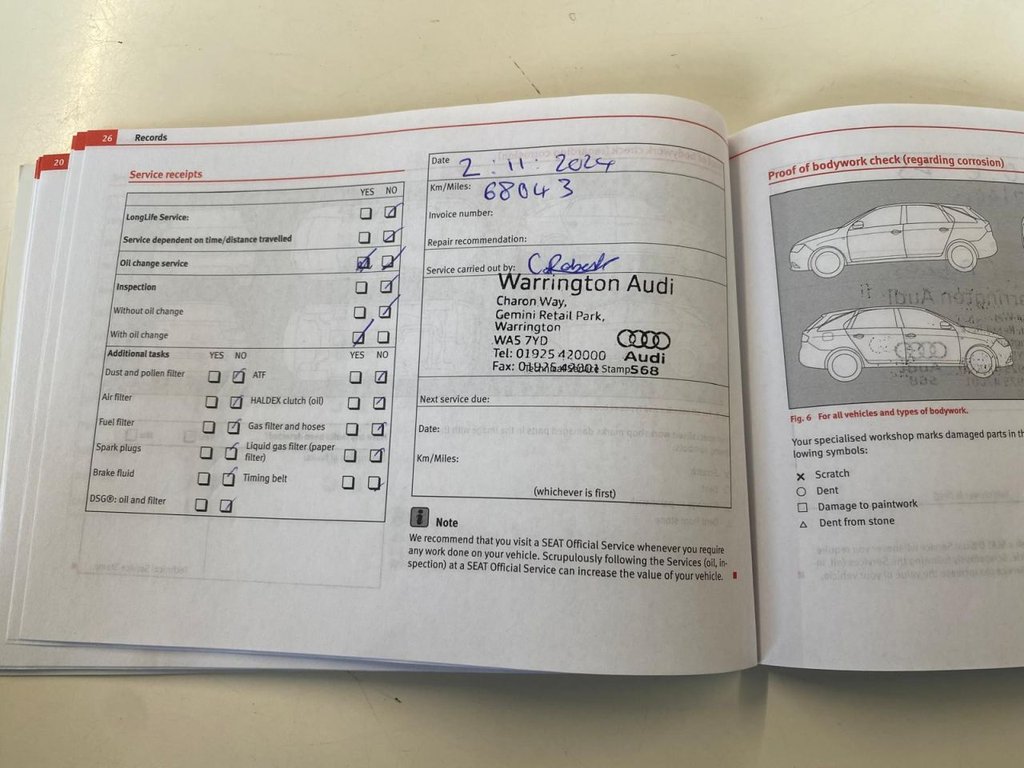 26 Records
20
Service receipts
YES NO
LongLife Service:
Service dependent on time/distance travelled
Oil change service
Inspection
Without oil change
With oil change
Additional tasks YES NO YES NO
Dust and pollen filter ATF
Air filter HALDEX clutch (oil)
Fuel filter Gas filter and hoses
Spark plugs Liquid gas filter (paper
filter)
Brake fluid Timing belt
DSG®: oil and filter
Date 2:11:2024
Km/Miles: 68043
Invoice number:
Repair recommendation:
Service carried out by: C Robert
Warrington Audi
Charon Way,
Gemini Retail Park,
Warrington
WA5 7YD
Tel: 01925 420000 Audi
Fax: Stamp 568
Next service due:
Date:
Km/Miles:
(whichever is first)
i Note
We recommend that you visit a SEAT Official Service whenever you require
any work done on your vehicle. Scrupulously following the Services (oil, in-
spection) at a SEAT Official Service can increase the value of your vehicle.
Proof of bodywork check (regarding corrosion)
Fig. 6 For all vehicles and types of bodywork.
Your specialised workshop marks damaged parts in th
lowing symbols:
Scratch
Dent
Damage to paintwork
Dent from stone